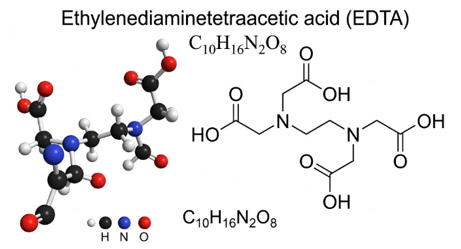 Ethylenediaminetetraacetic acid (EDTA)
C₁₀H₁₆N₂O₈
O
OH
O
HO
N
N
O
OH
O
OH
C₁₀H₁₆N₂O₈
H N O